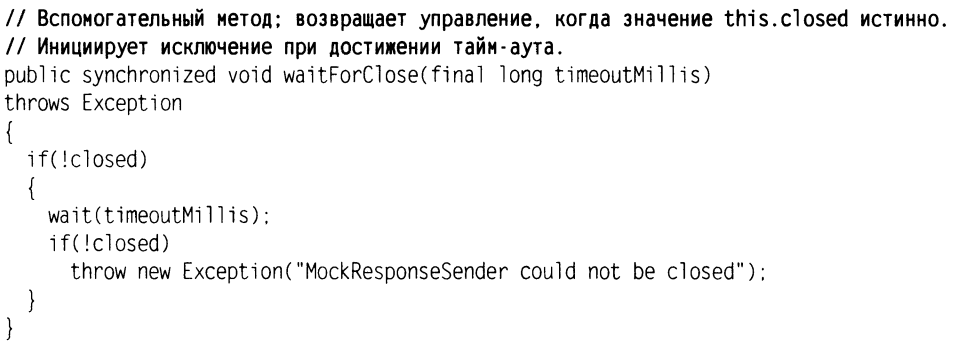 // Вспомогательный метод; возвращает управление, когда значение this.closed истинно.
// Инициирует исключение при достижении тайм-аута.
public synchronized void waitForClose(final long timeoutMillis)
throws Exception
{
  if(!closed)
  {
    wait(timeoutMillis);
    if(!closed)
      throw new Exception("MockResponseSender could not be closed");
  }
}